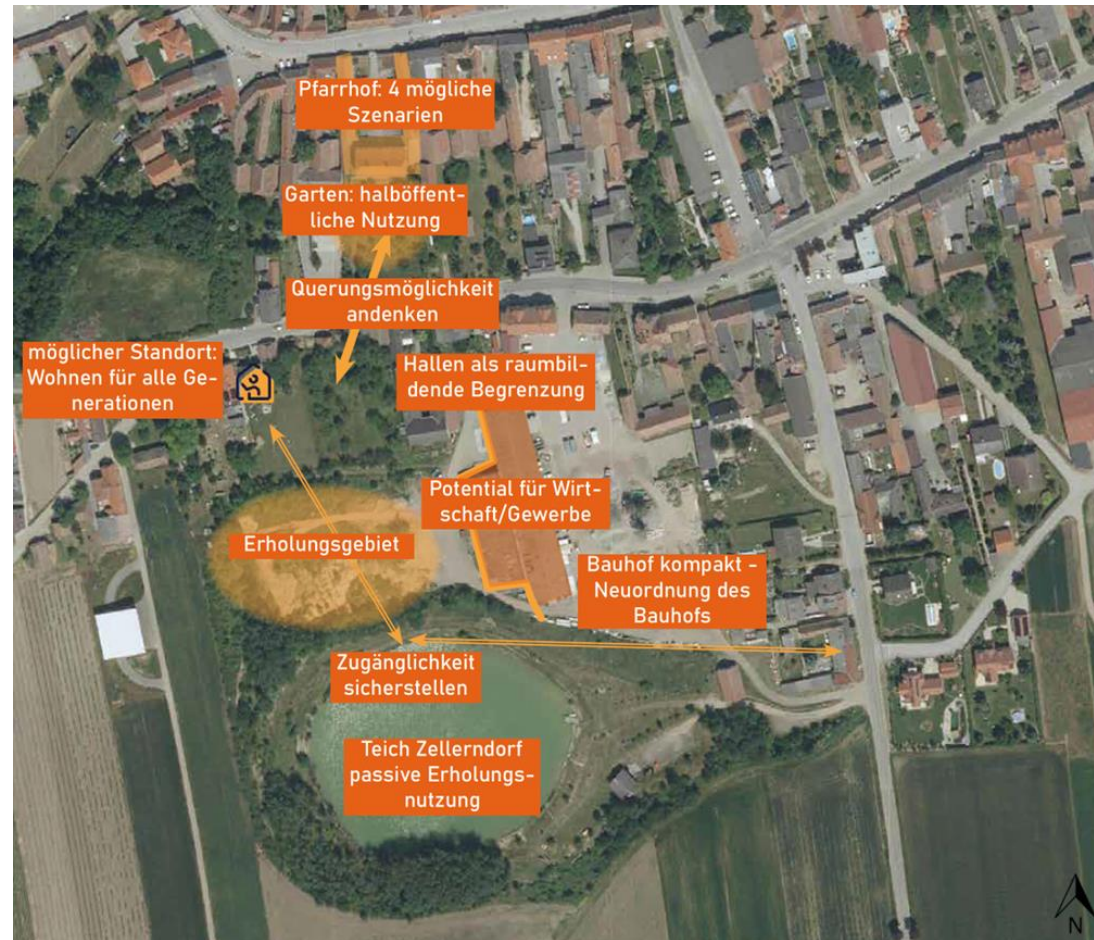 Pfarrhof: 4 mögliche
Szenarien
Garten: halböffent-
liche Nutzung
Querungsmöglichkeit
andenken
möglicher Standort:
Wohnen für alle Ge-
nerationen
Hallen als raumbil-
dende Begrenzung
Potential für Wirt-
schaft/Gewerbe
Erholungsgebiet
Bauhof kompakt -
Neuordnung des
Bauhofs
Zugänglichkeit
sicherstellen
Teich Zellerndorf
passive Erholungs-
nutzung
N